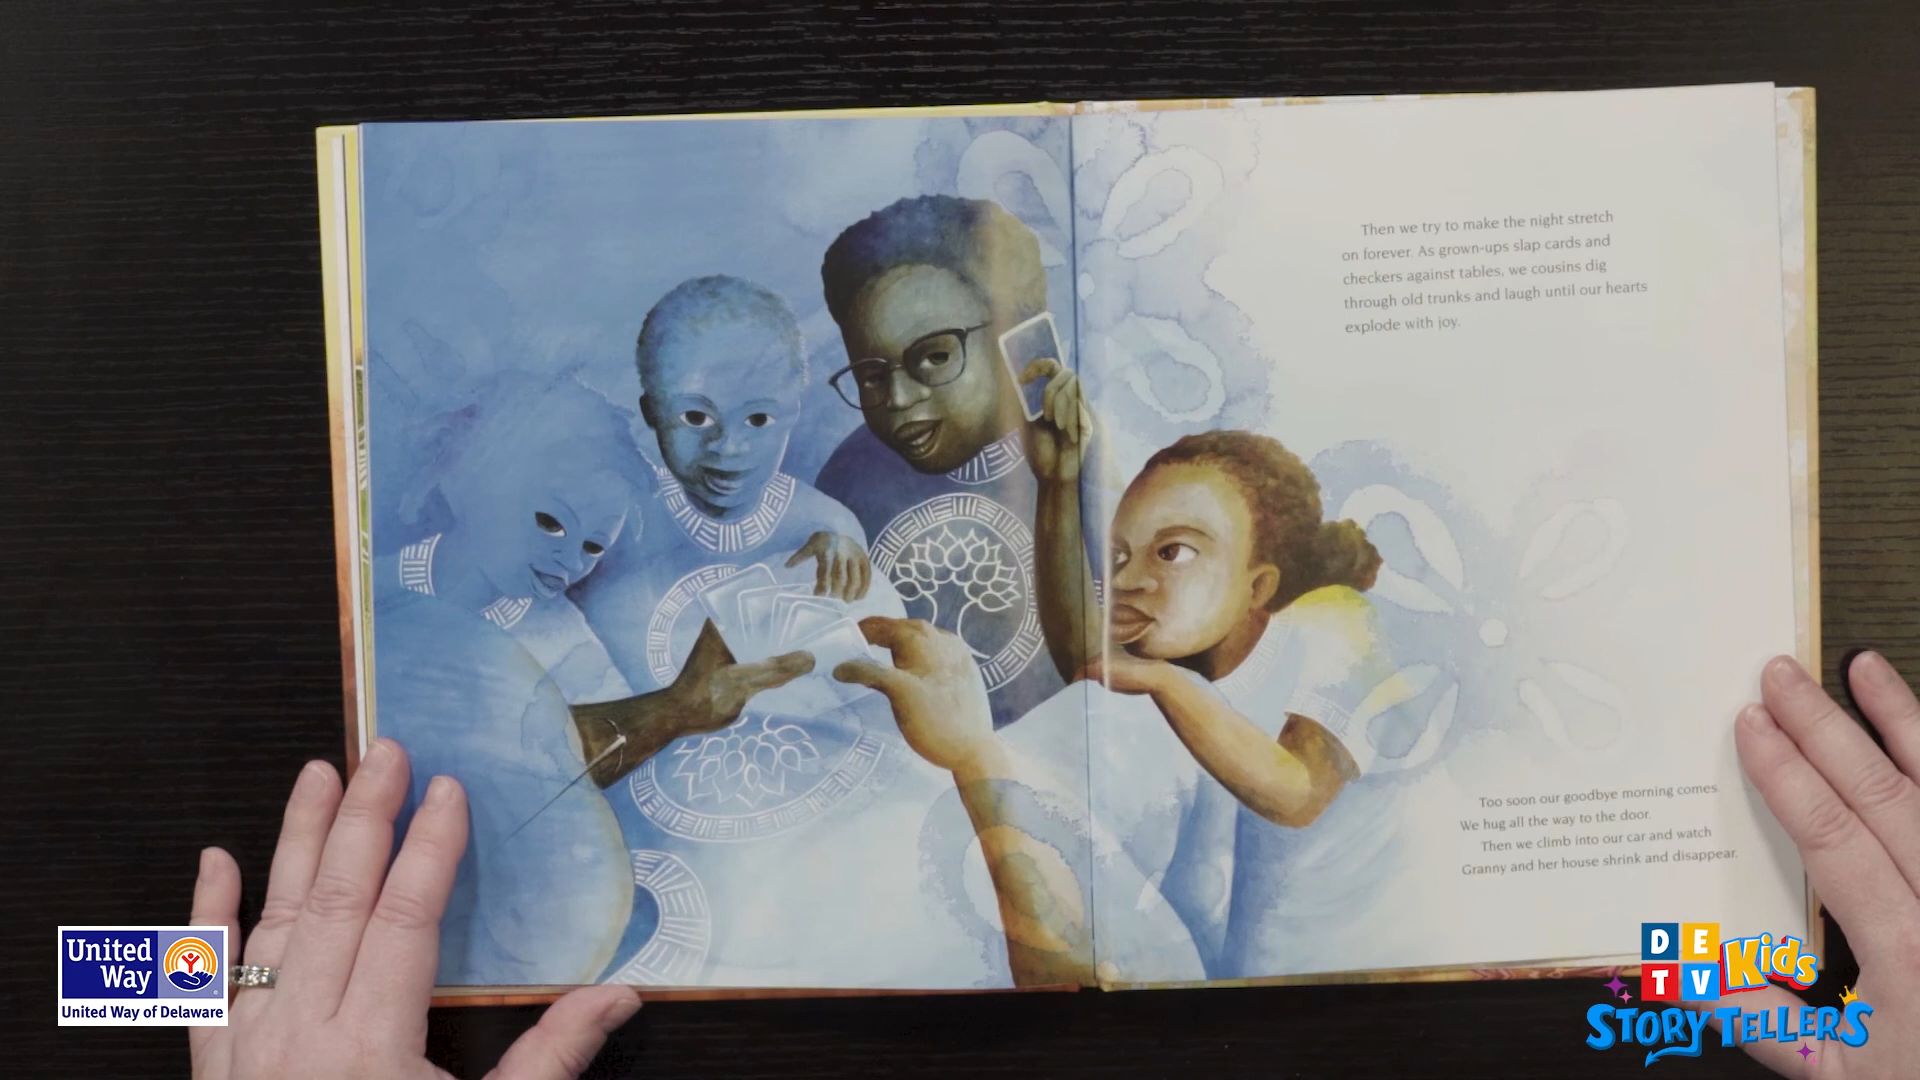 Then we try to make the night stretch
on forever. As grown-ups slap cards and
checkers against tables, we cousins dig
through old trunks and laugh until our hearts
explode with joy.
Too soon our goodbye morning comes.
We hug all the way to the door.
Then we climb into our car and watch
Granny and her house shrink and disappear.
United
Way
United Way of Delaware
DE
TV
Kids
STORYTELLERS